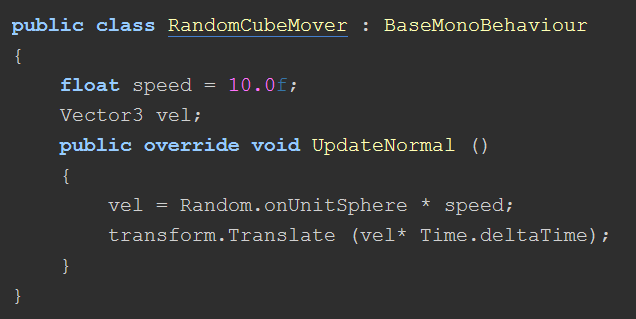 public class RandomCubeMover : BaseMonoBehaviour
{
    float speed = 10.0f;
    Vector3 vel;
    public override void UpdateNormal ()
    {
        vel = Random.onUnitSphere * speed;
        transform.Translate (vel* Time.deltaTime);
    }
}